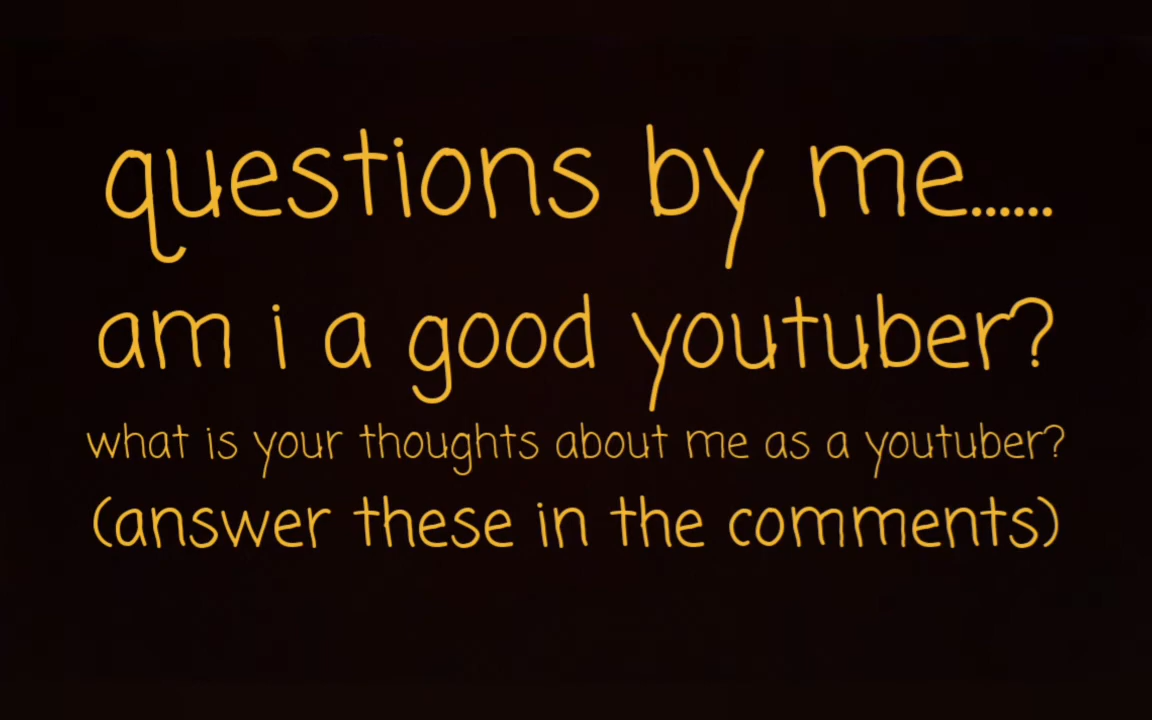 questions by me......
am i a good youtuber?
what is your thoughts about me as a youtuber?
(answer these in the comments)